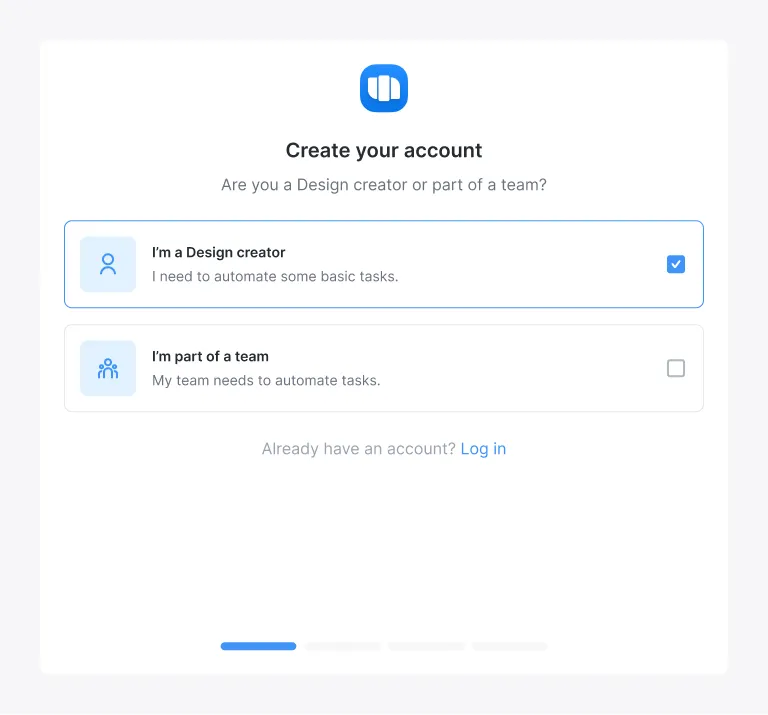 Create your account
Are you a Design creator or part of a team?
I’m a Design creator
I need to automate some basic tasks.
I’m part of a team
My team needs to automate tasks.
Already have an account? Log in